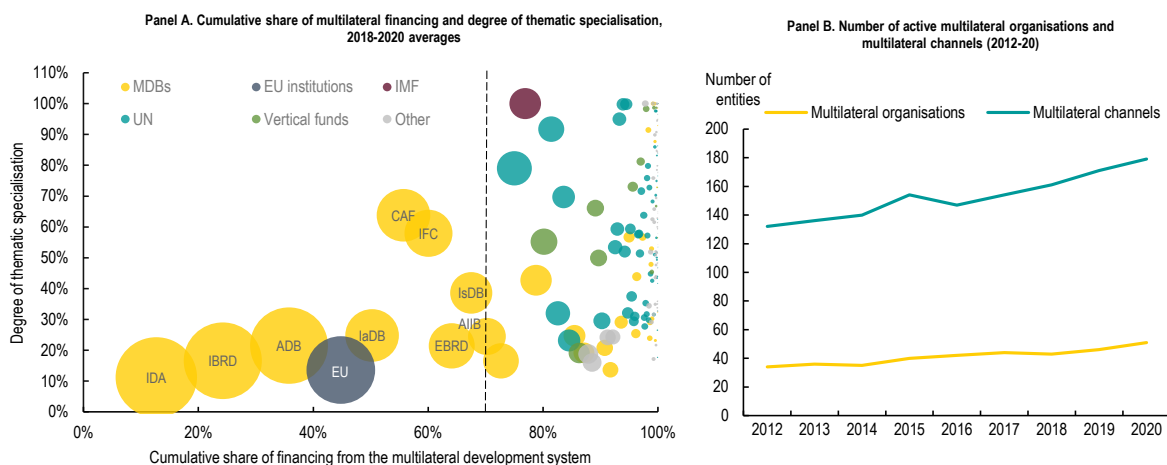 Panel A. Cumulative share of multilateral financing and degree of thematic specialisation,
2018-2020 averages
110%
100%
90%
80%
70%
60%
50%
40%
30%
20%
10%
0%
Degree of thematic specialisation
MDBs
EU institutions
IMF
UN
Vertical funds
Other
CAF
IFC
IsDB
AIIB
IaDB
EBRD
ADB
IBRD
EU
IDA
0%
20%
40%
60%
80%
100%
Cumulative share of financing from the multilateral development system
Panel B. Number of active multilateral organisations and
multilateral channels (2012-20)
Number of
entities
Multilateral organisations
Multilateral channels
200
180
160
140
120
100
80
60
40
20
0
2012 2013 2014 2015 2016 2017 2018 2019 2020